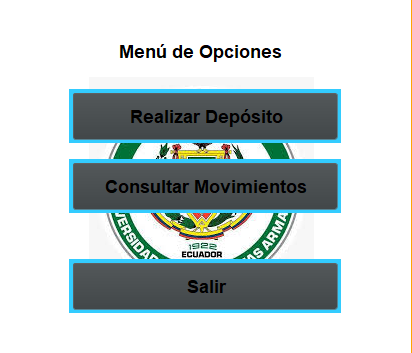 Menú de Opciones
Realizar Depósito
Consultar Movimientos
1922
ECUADOR
Salir